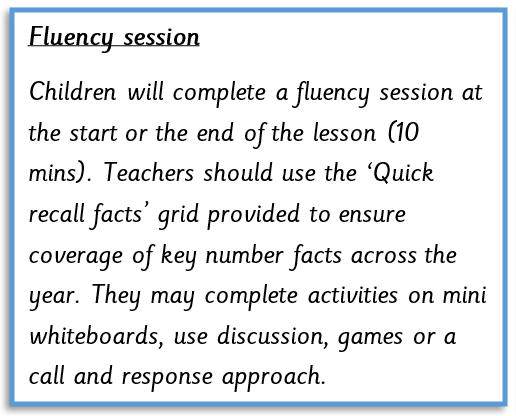 Fluency session
Children will complete a fluency session at
the start or the end of the lesson (10
mins). Teachers should use the ‘Quick
recall facts’ grid provided to ensure
coverage of key number facts across the
year. They may complete activities on mini
whiteboards, use discussion, games or a
call and response approach.